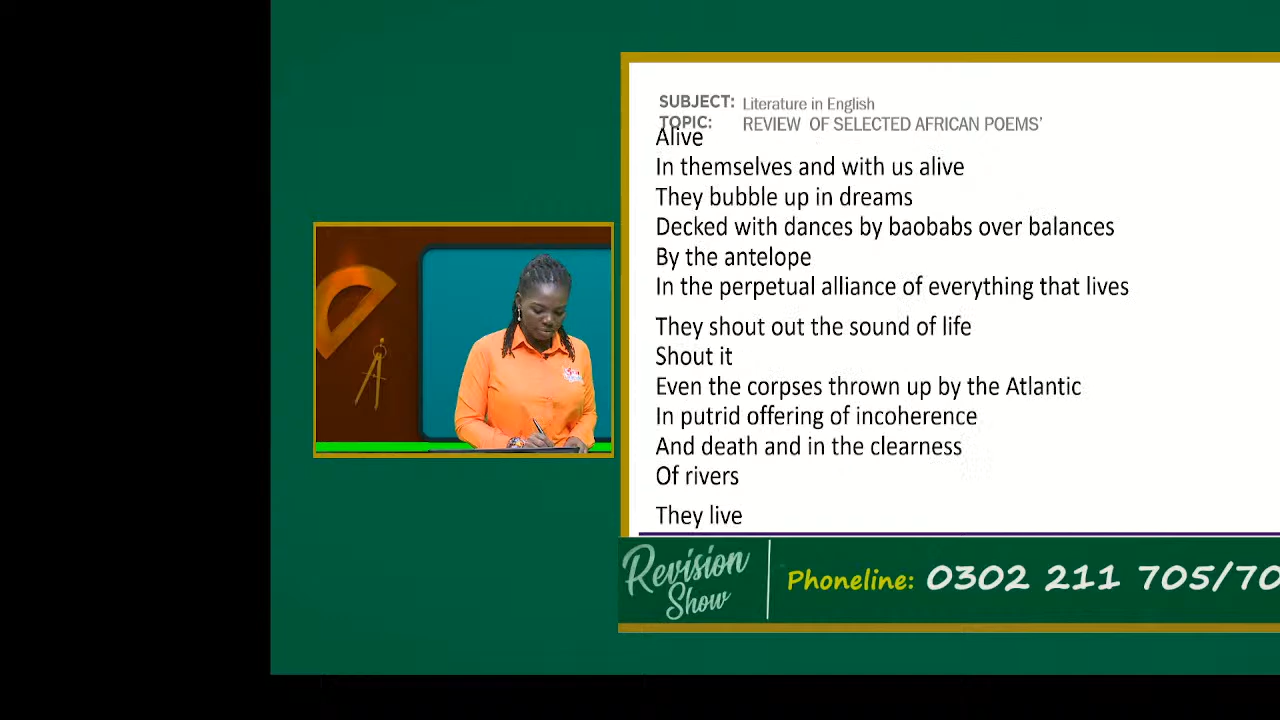 SUBJECT: Literature in English
TOPIC: REVIEW OF SELECTED AFRICAN POEMS’
Alive
In themselves and with us alive
They bubble up in dreams
Decked with dances by baobabs over balances
By the antelope
In the perpetual alliance of everything that lives
They shout out the sound of life
Shout it
Even the corpses thrown up by the Atlantic
In putrid offering of incoherence
And death and in the clearness
Of rivers
They live
Revision
Show
Phoneline: 0302 211 705/70